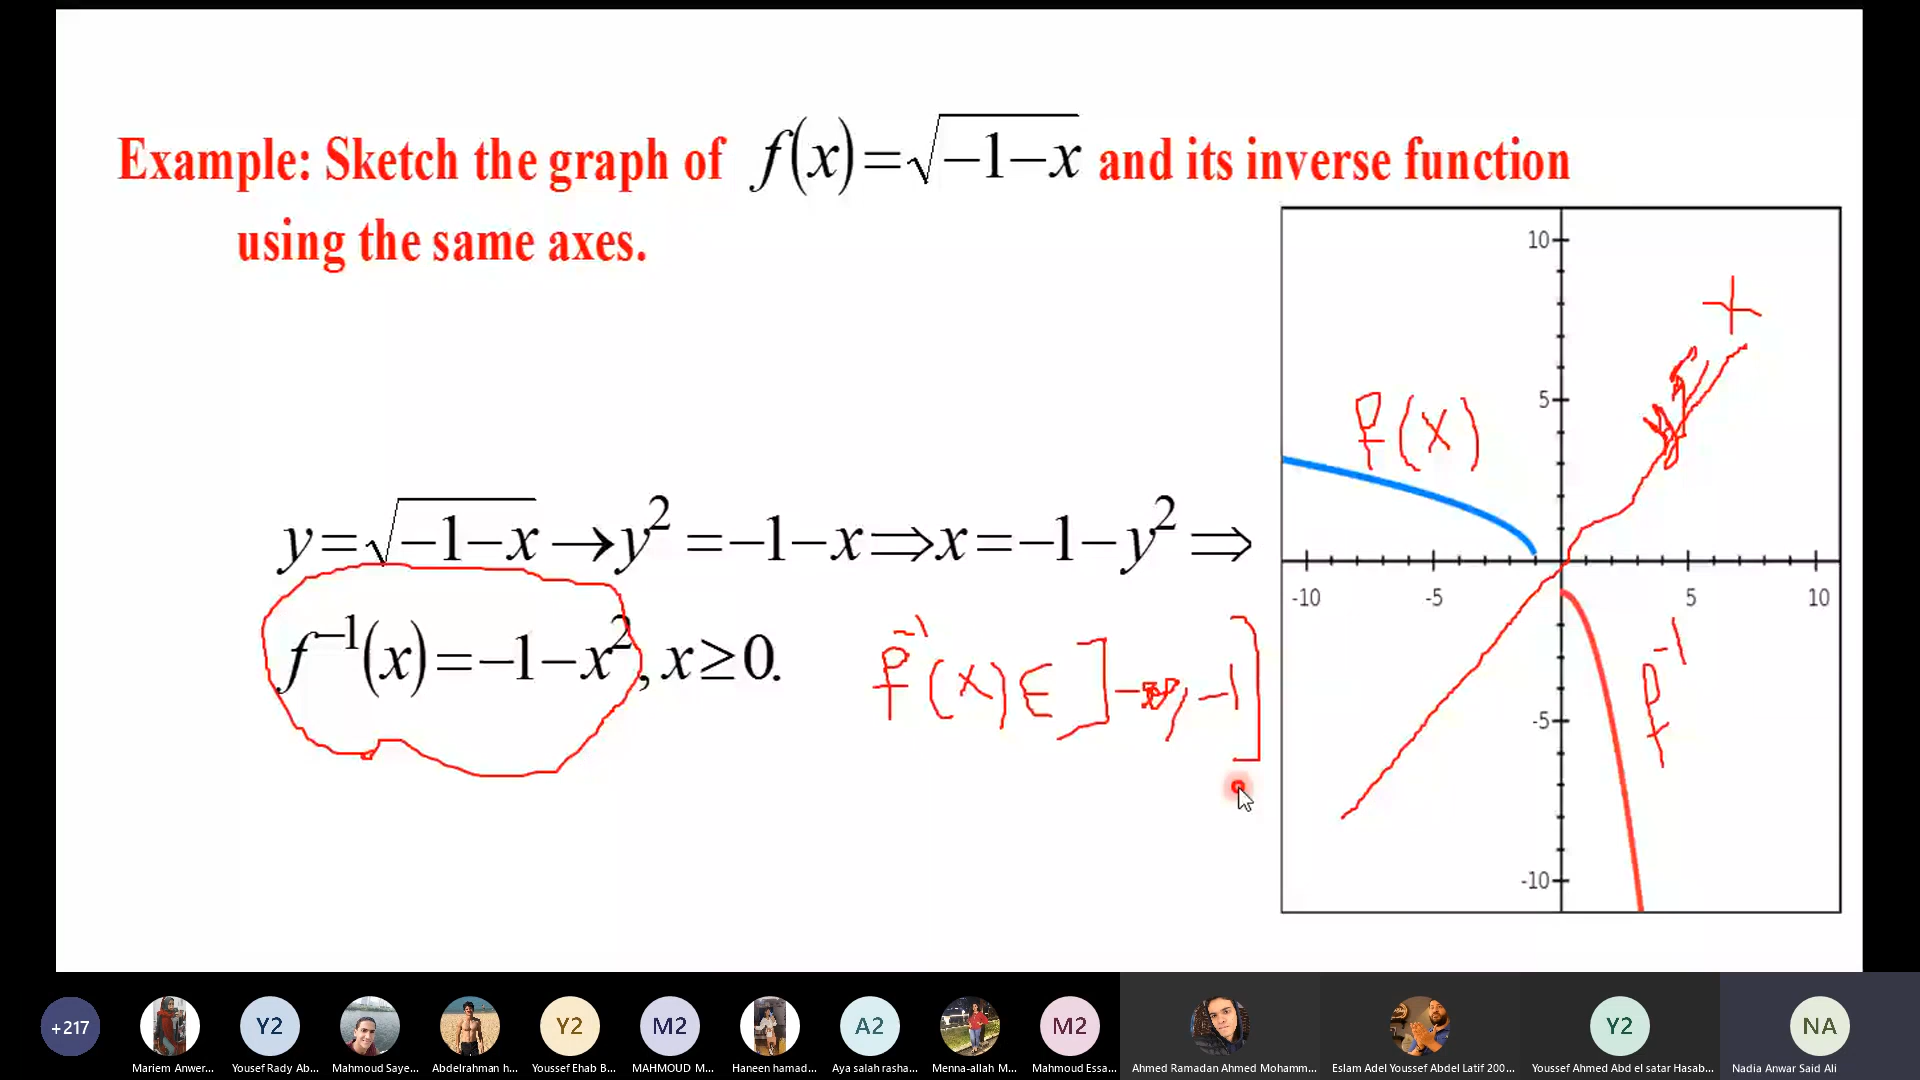 Example: Sketch the graph of f(x)=√−1−x and its inverse function
using the same axes.
y=√−1−x→y²=−1−x⇒x=−1−y²⇒
f⁻¹(x)=−1−x², x≥0.
f⁻¹(x)∈]−∞,−1]
10
5
f(x)
-10 -5 5 10
f⁻¹
-5
-10
+217
Y2
M2
Y2
A2
M2
Y2
NA
Mariem Anwer... Yousef Rady Ab... Mahmoud Saye... Abdelrahman h... Youssef Ehab B... MAHMOUD M... Haneen hamad... Aya salah rasha... Menna-allah M... Mahmoud Essa... Ahmed Ramadan Ahmed Mohamm... Eslam Adel Youssef Abdel Latif 200... Youssef Ahmed Abd el satar Hasab... Nadia Anwar Said Ali